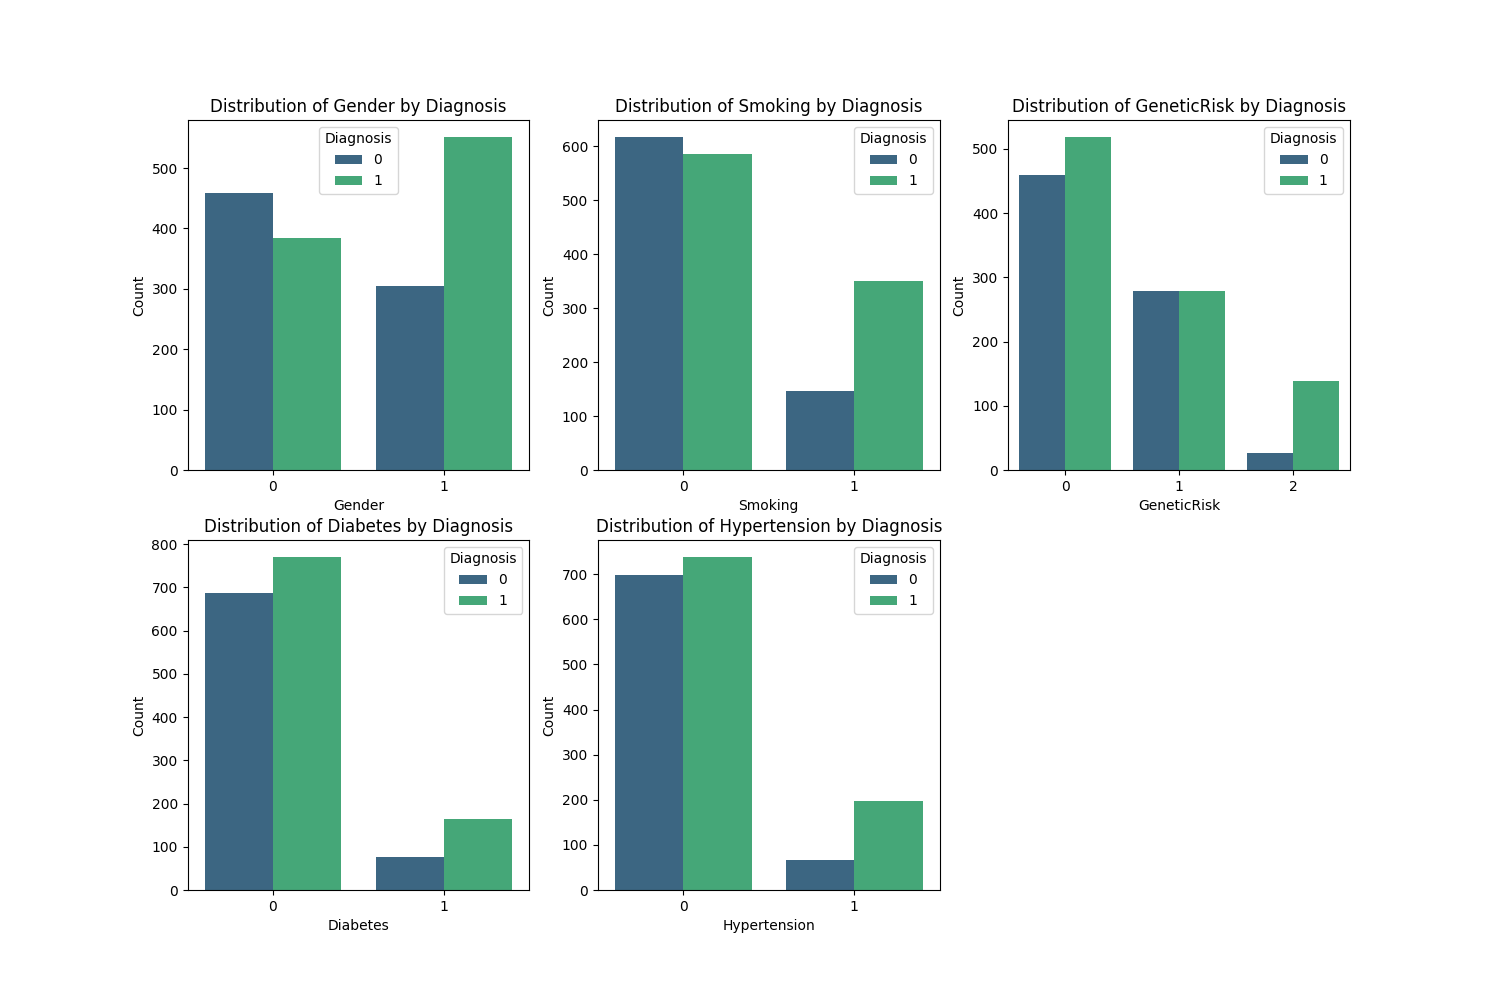 Distribution of Gender by Diagnosis
Diagnosis
0
1
500
400
300
200
100
0
Count
0 1
Gender
Distribution of Smoking by Diagnosis
Diagnosis
0
1
600
500
400
300
200
100
0
Count
0 1
Smoking
Distribution of GeneticRisk by Diagnosis
Diagnosis
0
1
500
400
300
200
100
0
Count
0 1 2
GeneticRisk
Distribution of Diabetes by Diagnosis
Diagnosis
0
1
800
700
600
500
400
300
200
100
0
Count
0 1
Diabetes
Distribution of Hypertension by Diagnosis
Diagnosis
0
1
700
600
500
400
300
200
100
0
Count
0 1
Hypertension